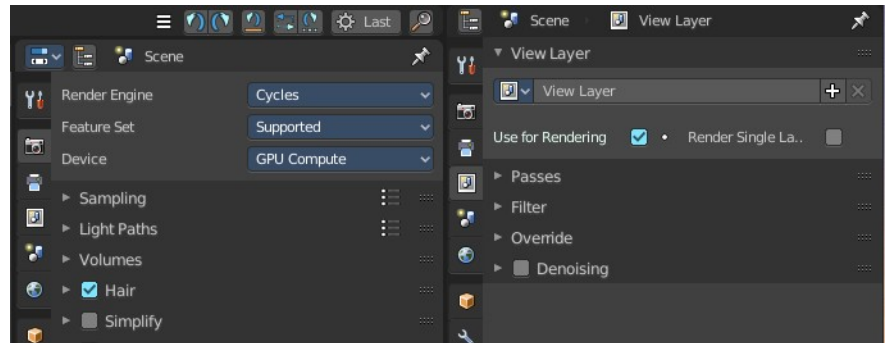 Last
Scene
Render Engine
Cycles
Feature Set
Supported
Device
GPU Compute
Sampling
Light Paths
Volumes
Hair
Simplify
Scene
View Layer
View Layer
View Layer
Use for Rendering
Render Single La..
Passes
Filter
Override
Denoising